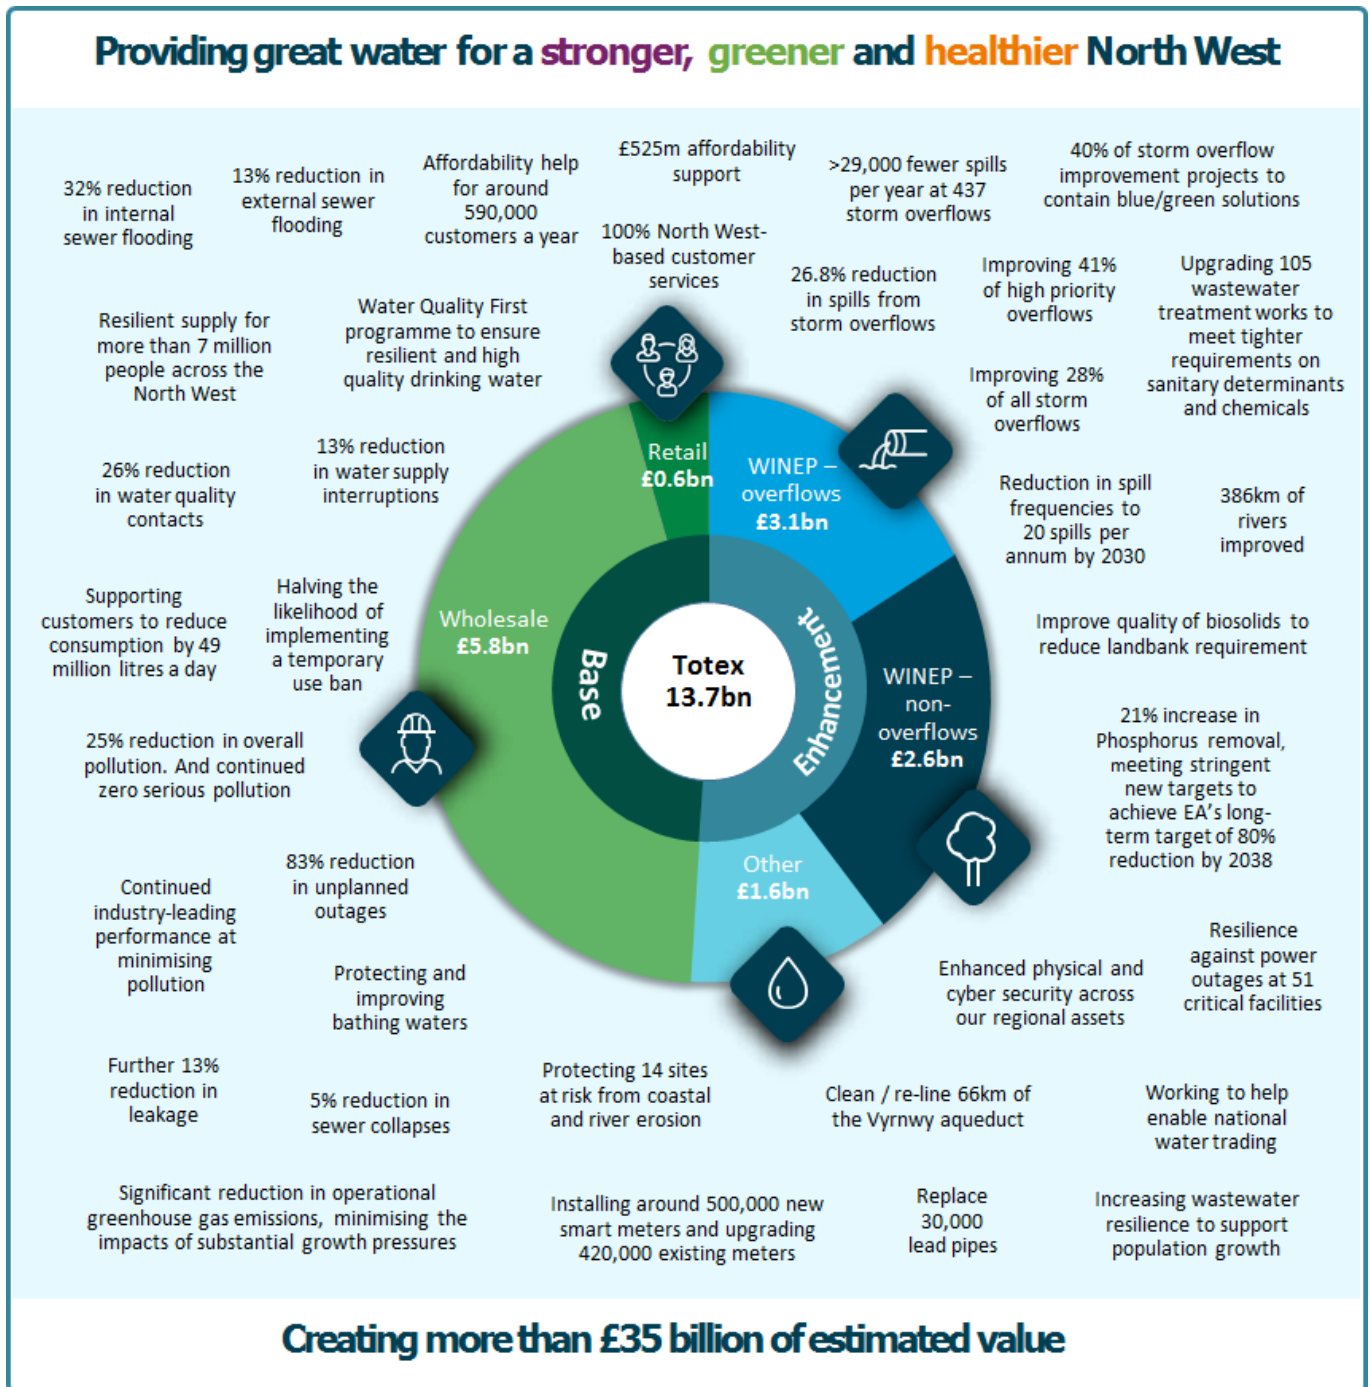 Providing great water for a stronger, greener and healthier North West
32% reduction
in internal
sewer flooding
13% reduction in
external sewer
flooding
Affordability help
for around
590,000
customers a year
£525m affordability
support
100% North West-
based customer
services
>29,000 fewer spills
per year at 437
storm overflows
40% of storm overflow
improvement projects to
contain blue/green solutions
26.8% reduction
in spills from
storm overflows
Improving 41%
of high priority
overflows
Upgrading 105
wastewater
treatment works to
meet tighter
requirements on
sanitary determinants
and chemicals
Resilient supply for
more than 7 million
people across the
North West
Water Quality First
programme to ensure
resilient and high
quality drinking water
Improving 28%
of all storm
overflows
26% reduction
in water quality
contacts
13% reduction
in water supply
interruptions
Retail
£0.6bn
WINEP –
overflows
£3.1bn
Reduction in spill
frequencies to
20 spills per
annum by 2030
386km of
rivers
improved
Supporting
customers to reduce
consumption by 49
million litres a day
Halving the
likelihood of
implementing
a temporary
use ban
Wholesale
£5.8bn
Base
Totex
13.7bn
Enhancement
WINEP –
non-
overflows
£2.6bn
Improve quality of biosolids to
reduce landbank requirement
25% reduction in overall
pollution. And continued
zero serious pollution
21% increase in
Phosphorus removal,
meeting stringent
new targets to
achieve EA's long-
term target of 80%
reduction by 2038
Other
£1.6bn
83% reduction
in unplanned
outages
Continued
industry-leading
performance at
minimising
pollution
Protecting and
improving
bathing waters
Enhanced physical and
cyber security across
our regional assets
Resilience
against power
outages at 51
critical facilities
Further 13%
reduction in
leakage
5% reduction in
sewer collapses
Protecting 14 sites
at risk from coastal
and river erosion
Clean / re-line 66km of
the Vyrnwy aqueduct
Working to help
enable national
water trading
Significant reduction in operational
greenhouse gas emissions, minimising the
impacts of substantial growth pressures
Installing around 500,000 new
smart meters and upgrading
420,000 existing meters
Replace
30,000
lead pipes
Increasing wastewater
resilience to support
population growth
Creating more than £35 billion of estimated value